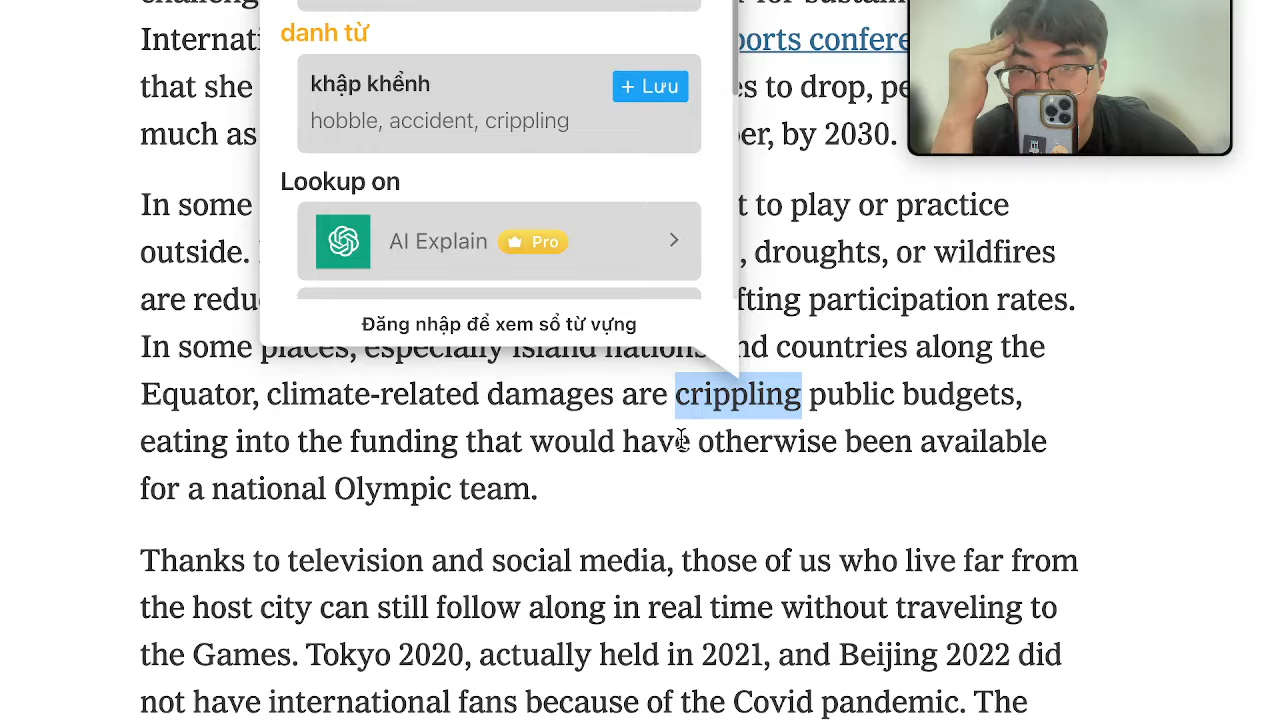 danh từ
khập khểnh
+ Lưu
hobble, accident, crippling
Lookup on
AI Explain Pro
Đăng nhập để xem sổ từ vựng
for
Internati ports confere
that she es to drop, pe
much as er, by 2030.
In some t to play or practice
outside. , droughts, or wildfires
are redu fting participation rates.
In some places, especially island nations nd countries along the
Equator, climate-related damages are crippling public budgets,
eating into the funding that would have otherwise been available
for a national Olympic team.
Thanks to television and social media, those of us who live far from
the host city can still follow along in real time without traveling to
the Games. Tokyo 2020, actually held in 2021, and Beijing 2022 did
not have international fans because of the Covid pandemic. The